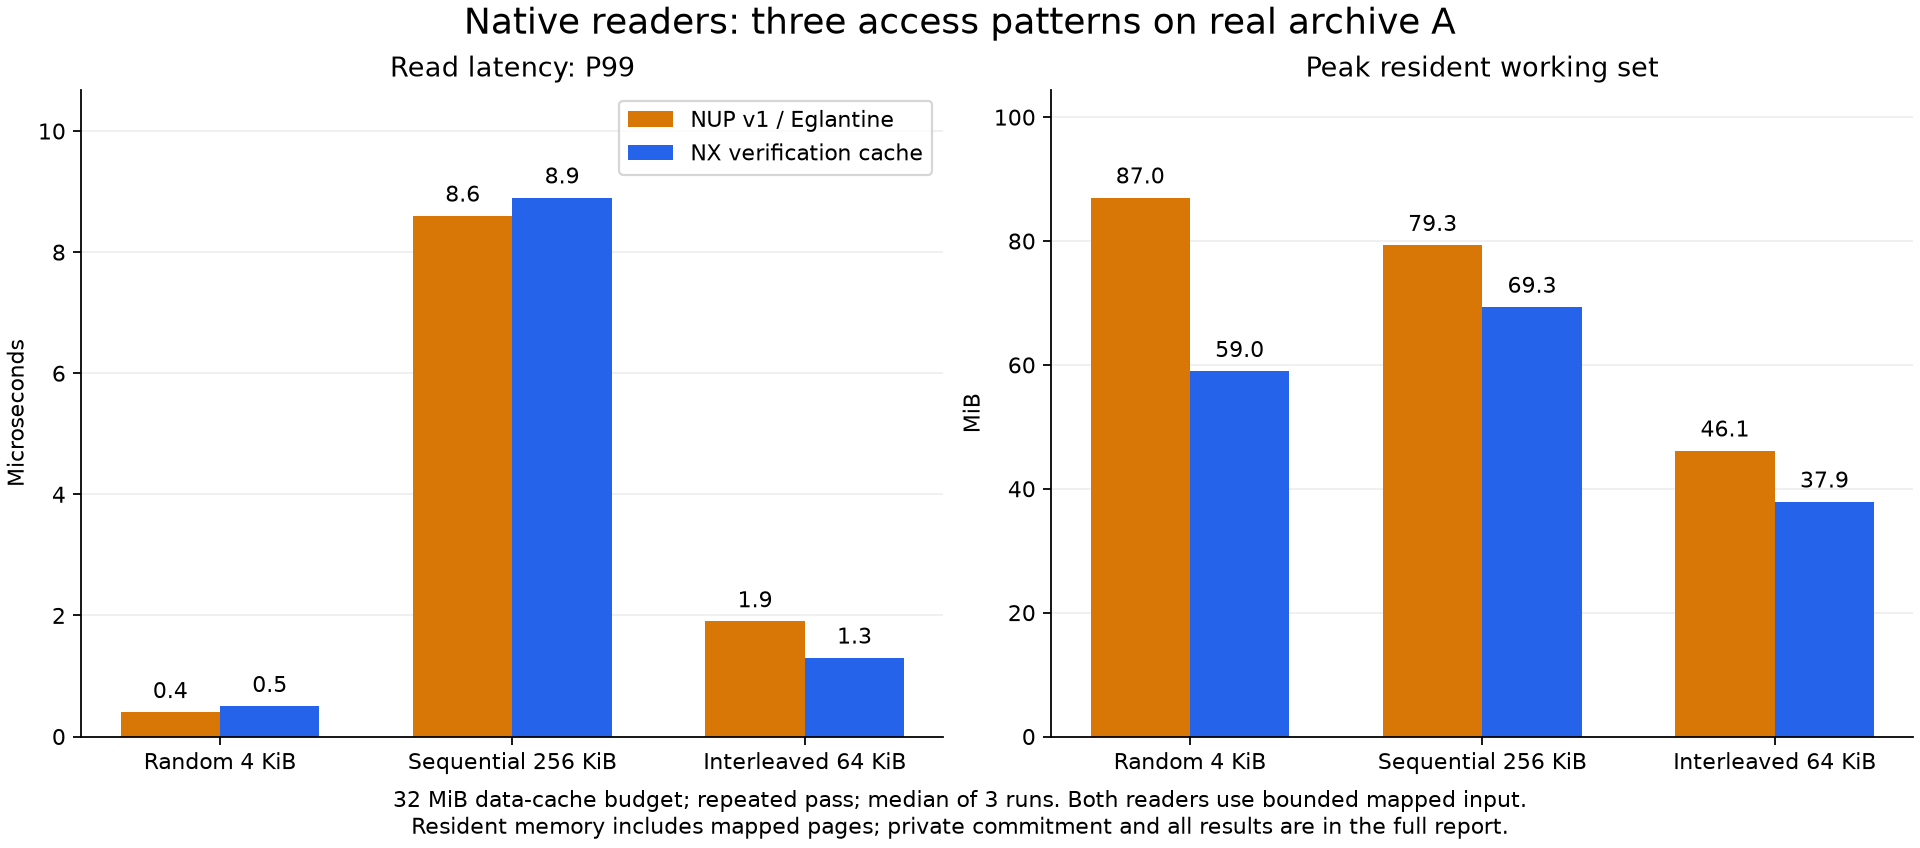 Native readers: three access patterns on real archive A
Read latency: P99
Microseconds
10
8
6
4
2
0
NUP v1 / Eglantine
NX verification cache
0.4
0.5
8.6
8.9
1.9
1.3
Random 4 KiB
Sequential 256 KiB
Interleaved 64 KiB
Peak resident working set
MiB
100
80
60
40
20
0
87.0
59.0
79.3
69.3
46.1
37.9
Random 4 KiB
Sequential 256 KiB
Interleaved 64 KiB
32 MiB data-cache budget; repeated pass; median of 3 runs. Both readers use bounded mapped input.
Resident memory includes mapped pages; private commitment and all results are in the full report.